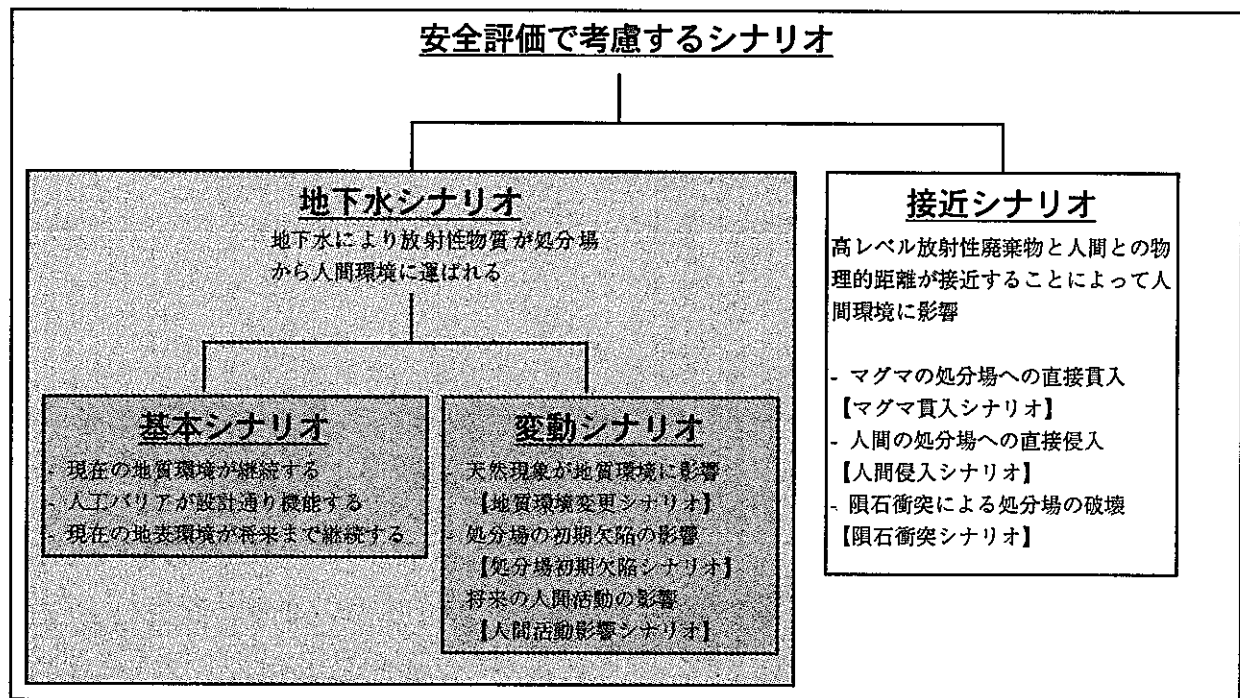 安全評価で考慮するシナリオ
地下水シナリオ
地下水により放射性物質が処分場
から人間環境に運ばれる
基本シナリオ
- 現在の地質環境が継続する
- 人工バリアが設計通り機能する
- 現在の地表環境が将来まで継続する
変動シナリオ
- 天然現象が地質環境に影響
【地質環境変更シナリオ】
- 処分場の初期欠陥の影響
【処分場初期欠陥シナリオ】
- 将来の人間活動の影響
【人間活動影響シナリオ】
接近シナリオ
高レベル放射性廃棄物と人間との物
理的距離が接近することによって人
間環境に影響
- マグマの処分場への直接貫入
【マグマ貫入シナリオ】
- 人間の処分場への直接侵入
【人間侵入シナリオ】
- 隕石衝突による処分場の破壊
【隕石衝突シナリオ】